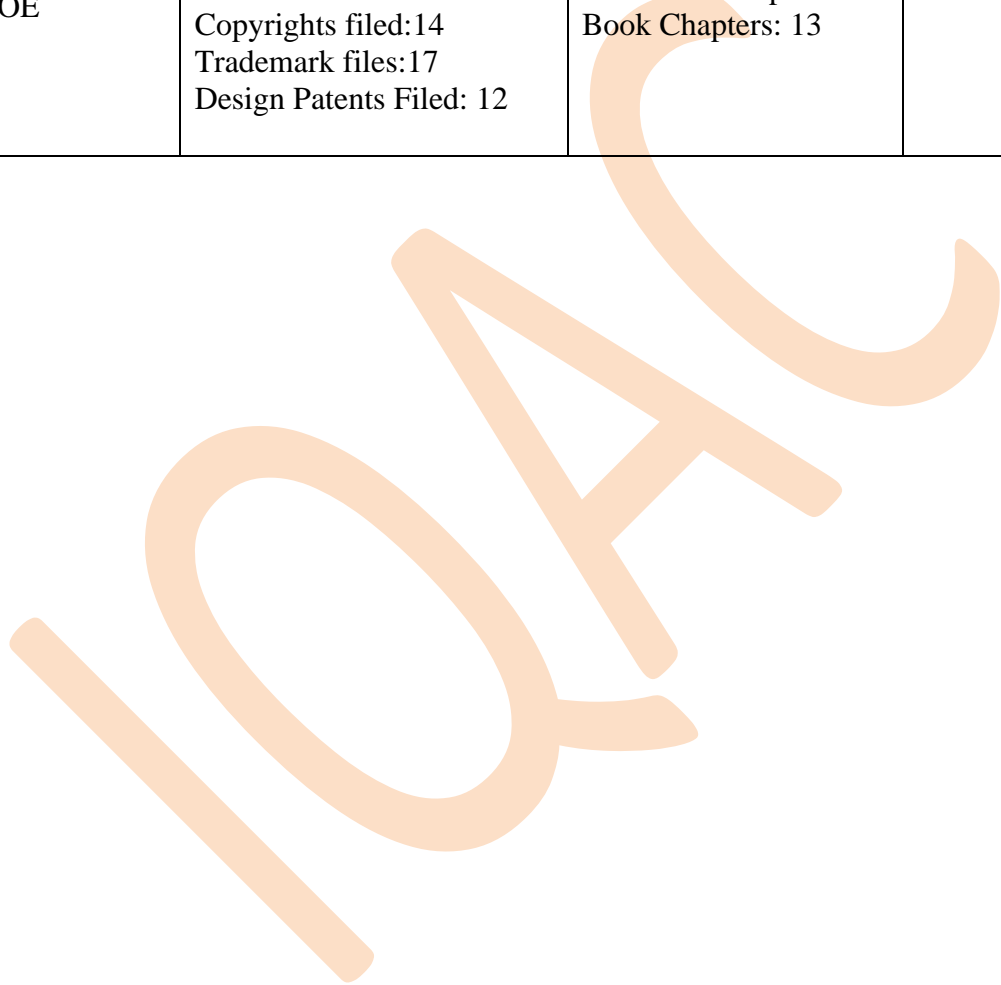 OE
Copyrights filed:14
Trademark files:17
Design Patents Filed: 12
Book Chapters: 13
IQAC